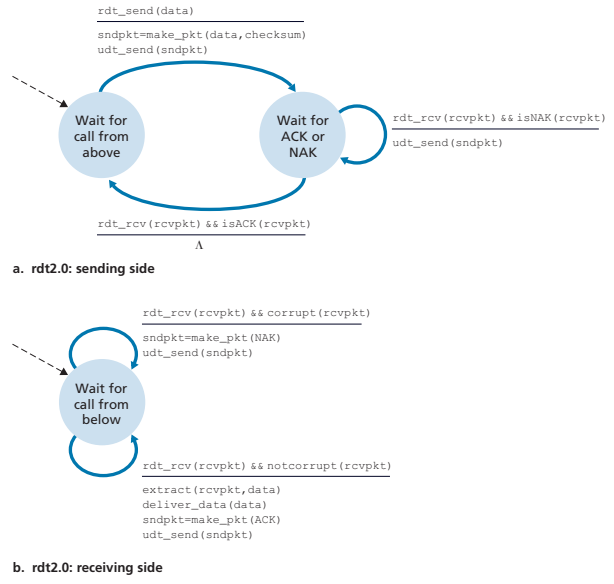 rdt_send(data)
sndpkt=make_pkt(data,checksum)
udt_send(sndpkt)
Wait for
call from
above
Wait for
ACK or
NAK
rdt_rcv(rcvpkt) && isNAK(rcvpkt)
udt_send(sndpkt)
rdt_rcv(rcvpkt) && isACK(rcvpkt)
Λ
a. rdt2.0: sending side
rdt_rcv(rcvpkt) && corrupt(rcvpkt)
sndpkt=make_pkt(NAK)
udt_send(sndpkt)
Wait for
call from
below
rdt_rcv(rcvpkt) && notcorrupt(rcvpkt)
extract(rcvpkt,data)
deliver_data(data)
sndpkt=make_pkt(ACK)
udt_send(sndpkt)
b. rdt2.0: receiving side